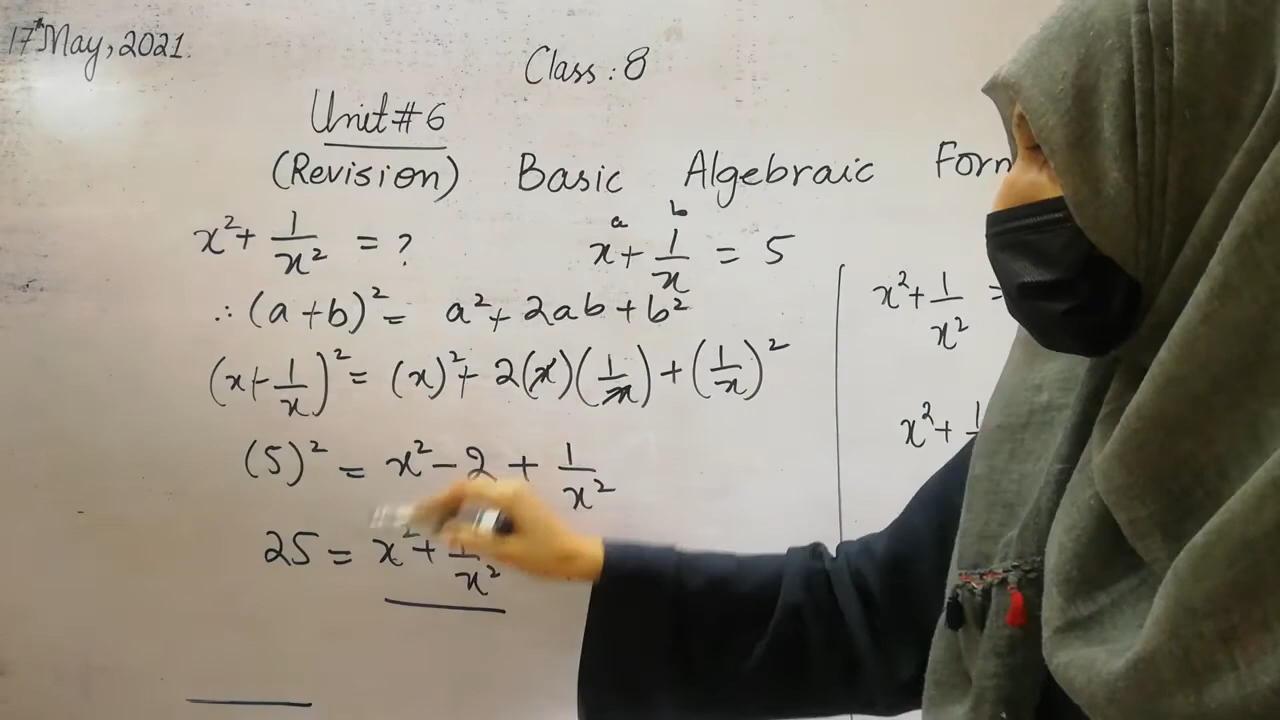 17th May, 2021.
Class : 8
Unit # 6
(Revision) Basic Algebraic
x² + 1/x² = ? x + 1/x = 5
a b
∴ (a + b)² = a² + 2ab + b²
(x + 1/x)² = (x)² + 2(x)(1/x) + (1/x)²
(5)² = x² - 2 + 1/x²
25 = x² + 1/x²
x² + 1/x² =
x² + 1